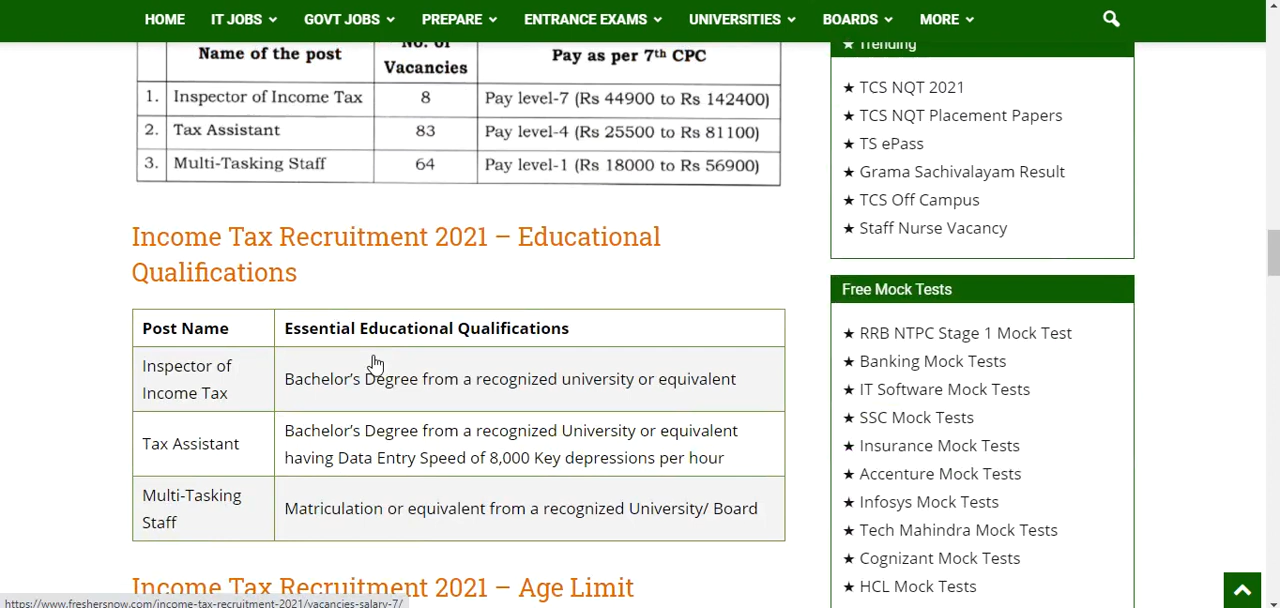 HOME IT JOBS GOVT JOBS PREPARE ENTRANCE EXAMS UNIVERSITIES BOARDS MORE
Name of the post No. of Vacancies Pay as per 7th CPC
1. Inspector of Income Tax 8 Pay level-7 (Rs 44900 to Rs 142400)
2. Tax Assistant 83 Pay level-4 (Rs 25500 to Rs 81100)
3. Multi-Tasking Staff 64 Pay level-1 (Rs 18000 to Rs 56900)
Income Tax Recruitment 2021 – Educational
Qualifications
Post Name Essential Educational Qualifications
Inspector of
Income Tax
Bachelor's Degree from a recognized university or equivalent
Tax Assistant
Bachelor's Degree from a recognized University or equivalent
having Data Entry Speed of 8,000 Key depressions per hour
Multi-Tasking
Staff
Matriculation or equivalent from a recognized University/ Board
Income Tax Recruitment 2021 – Age Limit
https://www.freshersnow.com/income-tax-recruitment-2021/vacancies-salary-7/
★ Trending
★ TCS NQT 2021
★ TCS NQT Placement Papers
★ TS ePass
★ Grama Sachivalayam Result
★ TCS Off Campus
★ Staff Nurse Vacancy
Free Mock Tests
★ RRB NTPC Stage 1 Mock Test
★ Banking Mock Tests
★ IT Software Mock Tests
★ SSC Mock Tests
★ Insurance Mock Tests
★ Accenture Mock Tests
★ Infosys Mock Tests
★ Tech Mahindra Mock Tests
★ Cognizant Mock Tests
★ HCL Mock Tests